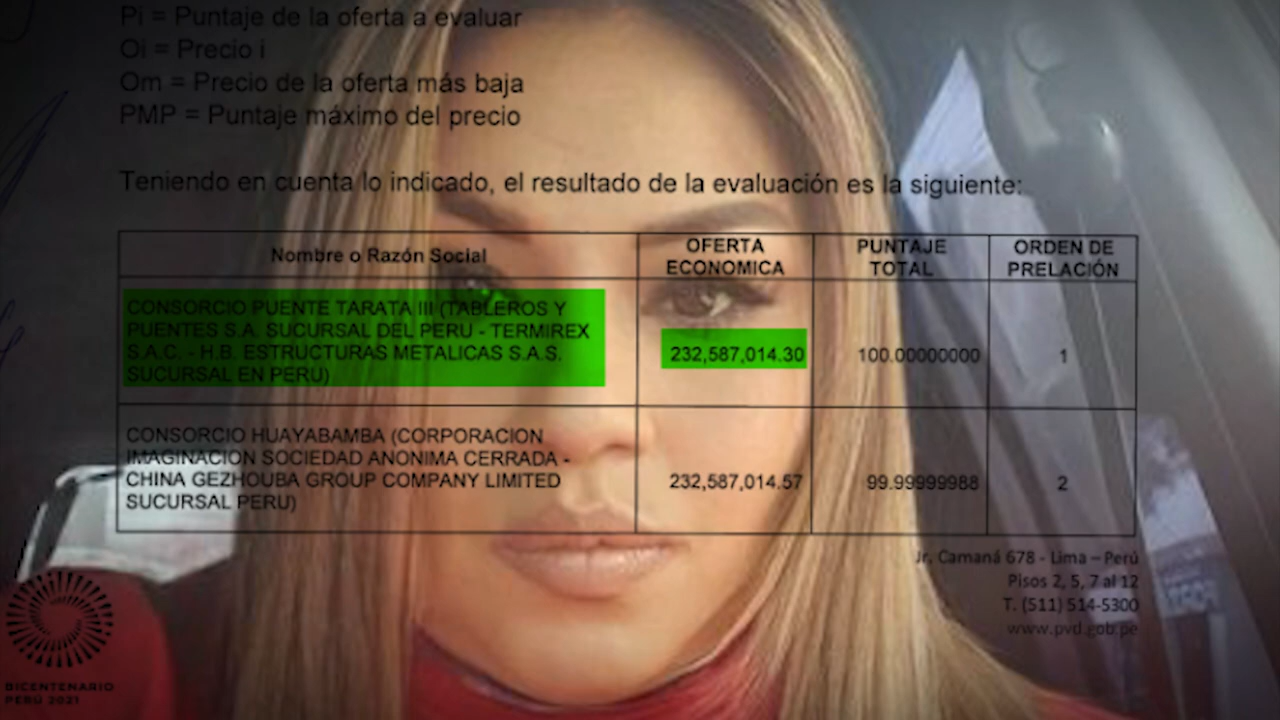 Pi = Puntaje de la oferta a evaluar
Oi = Precio i
Om = Precio de la oferta más baja
PMP = Puntaje máximo del precio
Teniendo en cuenta lo indicado, el resultado de la evaluación es la siguiente:
Nombre o Razón Social
OFERTA
ECONOMICA
PUNTAJE
TOTAL
ORDEN DE
PRELACIÓN
CONSORCIO PUENTE TARATA III (TABLEROS Y
PUENTES S.A. SUCURSAL DEL PERU - TERMIREX
S.A.C. - H.B. ESTRUCTURAS METALICAS S.A.S.
SUCURSAL EN PERU)
232,587,014.30
100.00000000
1
CONSORCIO HUAYABAMBA (CORPORACION
IMAGINACION SOCIEDAD ANONIMA CERRADA -
CHINA GEZHOUBA GROUP COMPANY LIMITED
SUCURSAL PERU)
232,587,014.57
99.99999988
2
Jr. Camaná 678 - Lima – Perú
Pisos 2, 5, 7 al 12
T. (511) 514-5300
www.pvd.gob.pe
BICENTENARIO
PERÚ 2021